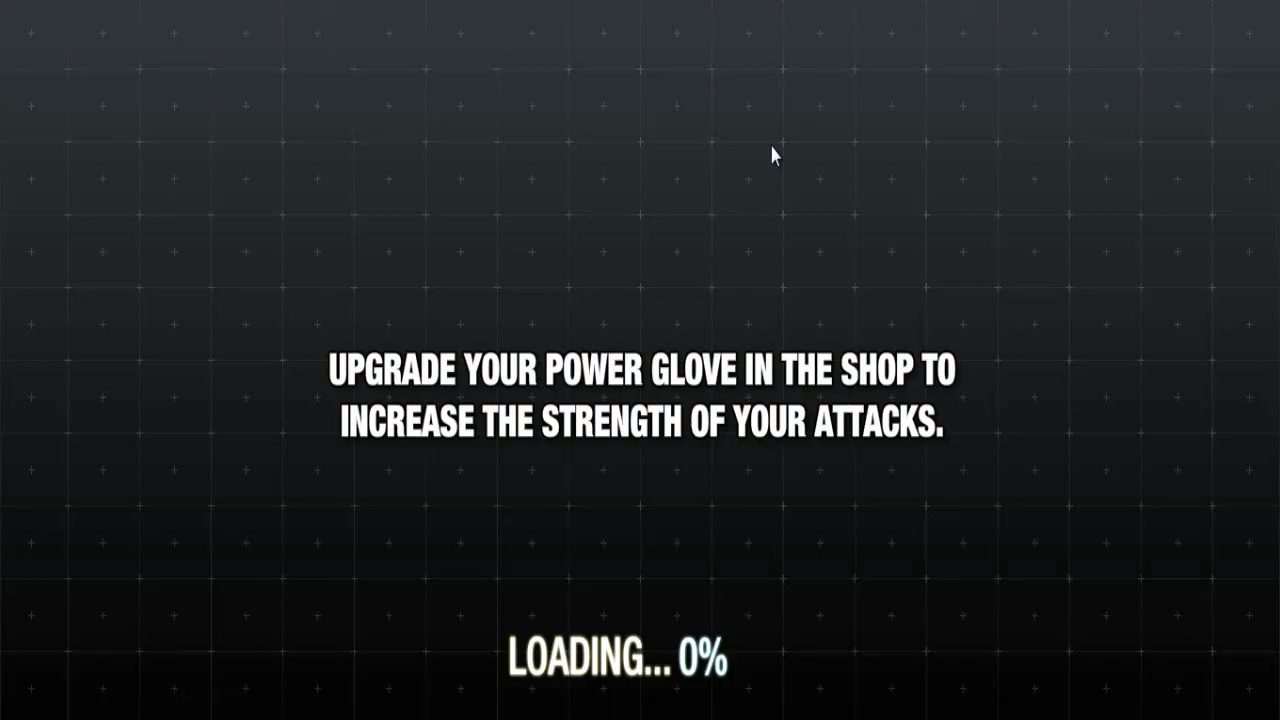 UPGRADE YOUR POWER GLOVE IN THE SHOP TO
INCREASE THE STRENGTH OF YOUR ATTACKS.
LOADING... 0%